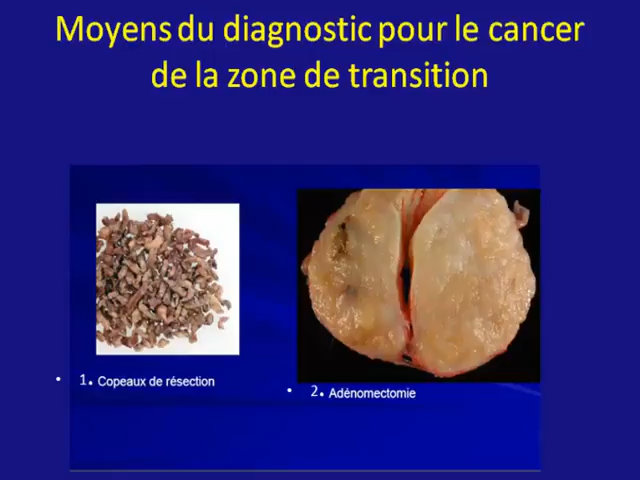 Moyens du diagnostic pour le cancer
de la zone de transition
• 1. Copeaux de résection
• 2. Adénomectomie